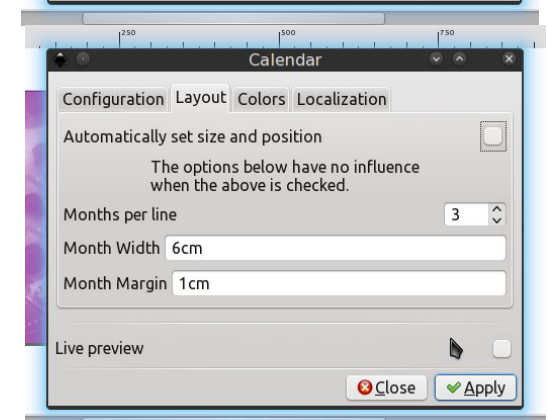 250 500 750
Calendar
Configuration Layout Colors Localization
Automatically set size and position
The options below have no influence
when the above is checked.
Months per line 3
Month Width 6cm
Month Margin 1cm
Live preview
Close Apply